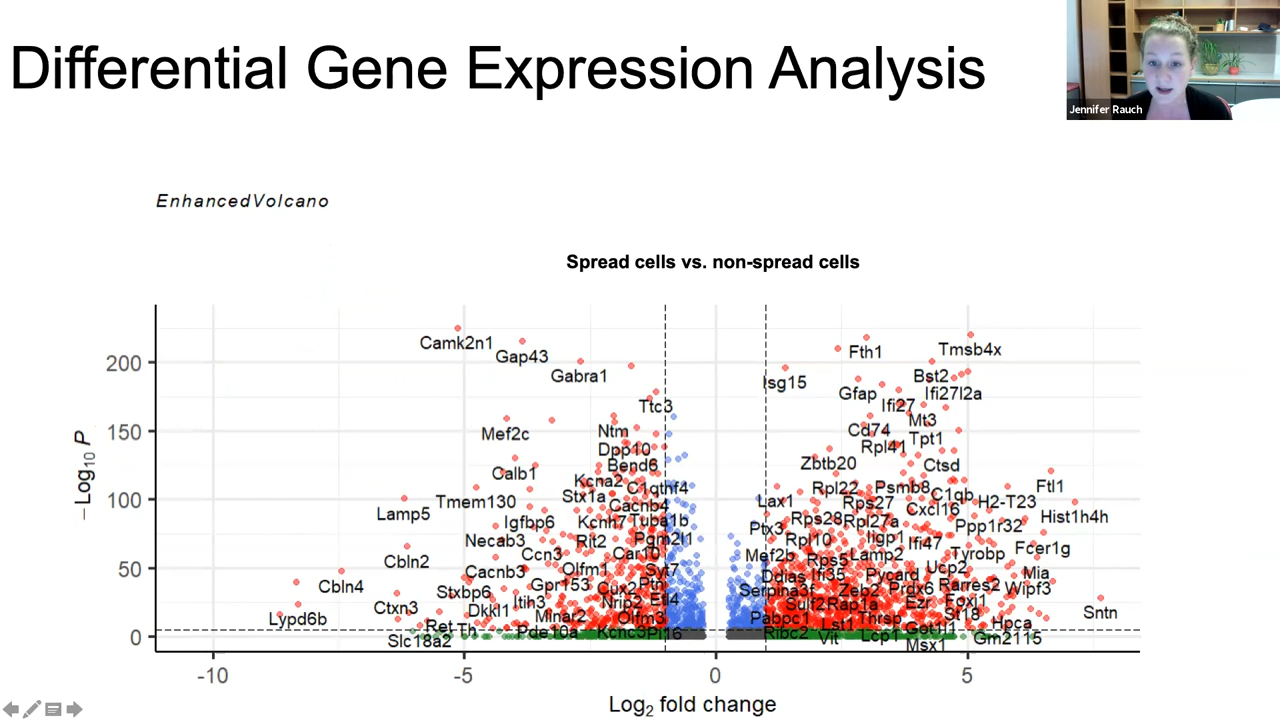 Differential Gene Expression Analysis
Jennifer Rauch
EnhancedVolcano
Spread cells vs. non-spread cells
−Log10 P
200
150
100
50
0
Camk2n1
Gap43
Gabra1
Ttc3
Mef2c
Ntm
Dpp10
Bend6
Calb1
Kcna2
C1qtnf4
Stx1a
Tmem130
Cacnb4
Lamp5
Igfbp6
Kchh7
Tuba1b
Necab3
Rit2
Pgm2l1
Ccn3
Car10
Cbln2
Cacnb3
Olfm1
Syt7
Cbln4
Stxbp6
Gpr153
Cux2
Ptn
Ctxn3
Itih3
Nrip2
Dkkl1
Lypd6b
Minar2
Olfm3
Ret
Th
Pde10a
Kcnc3
Slc18a2
Fth1
Tmsb4x
Isg15
Bst2
Gfap
Ifi27l2a
Ifi27
Mt3
Cd74
Tpt1
Rpl41
Zbtb20
Ctsd
Ftl1
Rpl22
Psmb8
C1qb
H2-T23
Lax1
Rps27
Cxcl16
Hist1h4h
Rps28
Rpl27a
Ppp1r32
Ptx3
Rpl10
Iigp1
Ifi47
Fcer1g
Mef2b
Rps5
Lamp2
Tyrobp
Ucp2
Ddias
Ifi35
Pycard
Mia
Serpina3f
Zeb2
Prdx6
Rarres2
Wipf3
Sulf2
Rap1a
Ezr
Foxj1
Sntn
Pabpc1
Lst1
Thrsp
St18
Hpca
Ribc2
Vit
Lcp1
Msx1
Gm2115
-10
-5
0
5
Log2 fold change